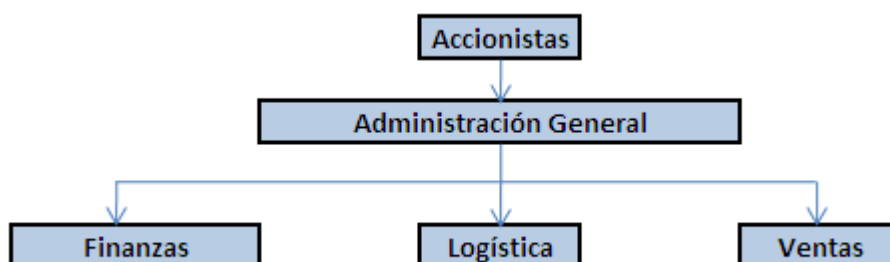 Accionistas
Administración General
Finanzas
Logística
Ventas